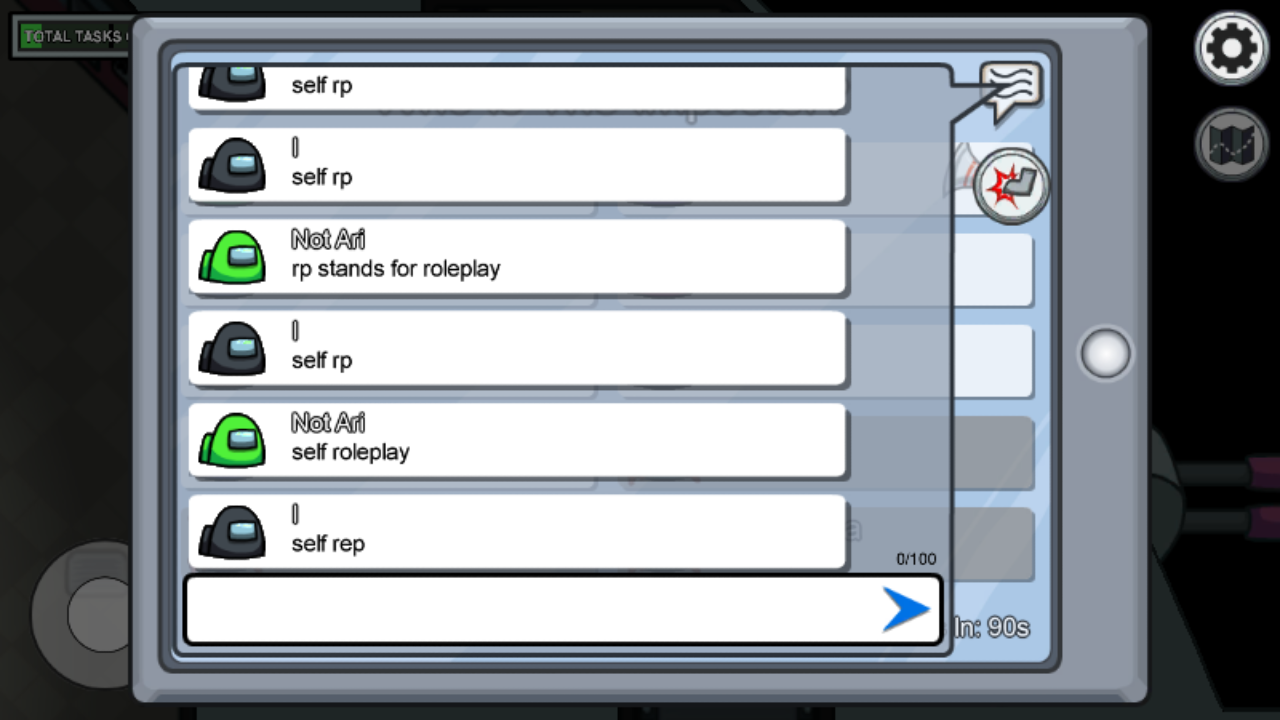 TOTAL TASKS
self rp
I
self rp
Not Ari
rp stands for roleplay
I
self rp
Not Ari
self roleplay
I
self rep
0/100
In: 90s